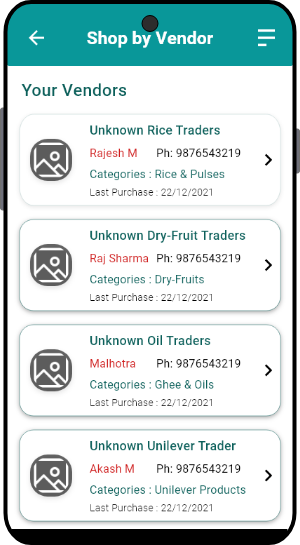 Shop by Vendor
Your Vendors
Unknown Rice Traders
Rajesh M Ph: 9876543219
Categories : Rice & Pulses
Last Purchase : 22/12/2021
Unknown Dry-Fruit Traders
Raj Sharma Ph: 9876543219
Categories : Dry-Fruits
Last Purchase : 22/12/2021
Unknown Oil Traders
Malhotra Ph: 9876543219
Categories : Ghee & Oils
Last Purchase : 22/12/2021
Unknown Unilever Trader
Akash M Ph: 9876543219
Categories : Unilever Products
Last Purchase : 22/12/2021